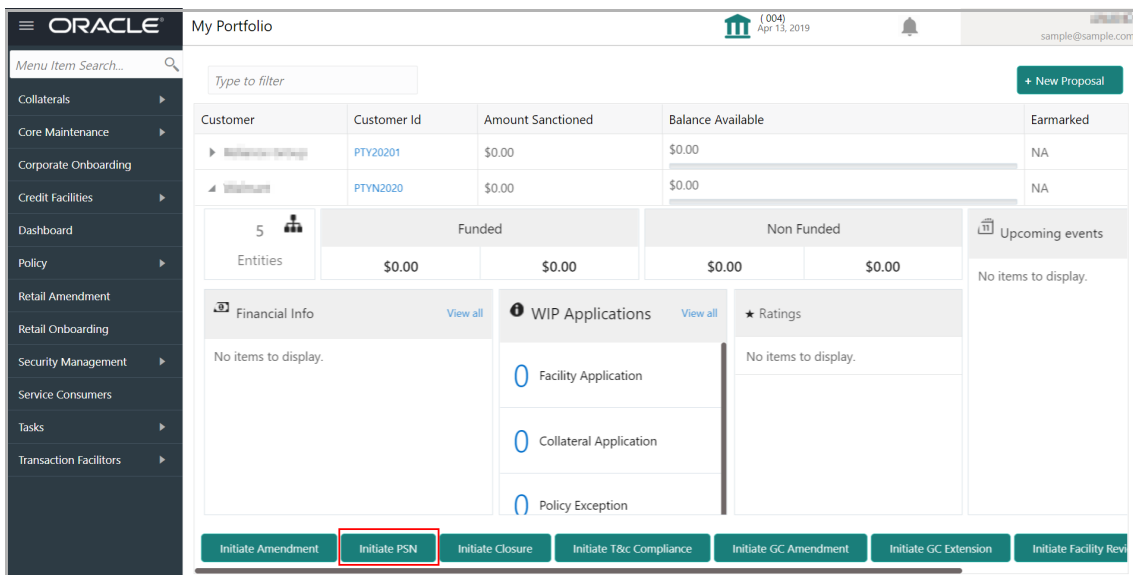 ORACLE®
My Portfolio
( 004)
Apr 13, 2019
sample@sample.com
Menu Item Search...
Type to filter
+ New Proposal
Collaterals
Core Maintenance
Corporate Onboarding
Credit Facilities
Dashboard
Policy
Retail Amendment
Retail Onboarding
Security Management
Service Consumers
Tasks
Transaction Facilitors
Customer Customer Id Amount Sanctioned Balance Available Earmarked
PTY20201 $0.00 $0.00 NA
PTYN2020 $0.00 $0.00 NA
5
Entities
Funded
$0.00 $0.00
Non Funded
$0.00 $0.00
11 Upcoming events
No items to display.
Financial Info View all
No items to display.
WIP Applications View all
0 Facility Application
0 Collateral Application
0 Policy Exception
Ratings
No items to display.
Initiate Amendment Initiate PSN Initiate Closure Initiate T&c Compliance Initiate GC Amendment Initiate GC Extension Initiate Facility Revi